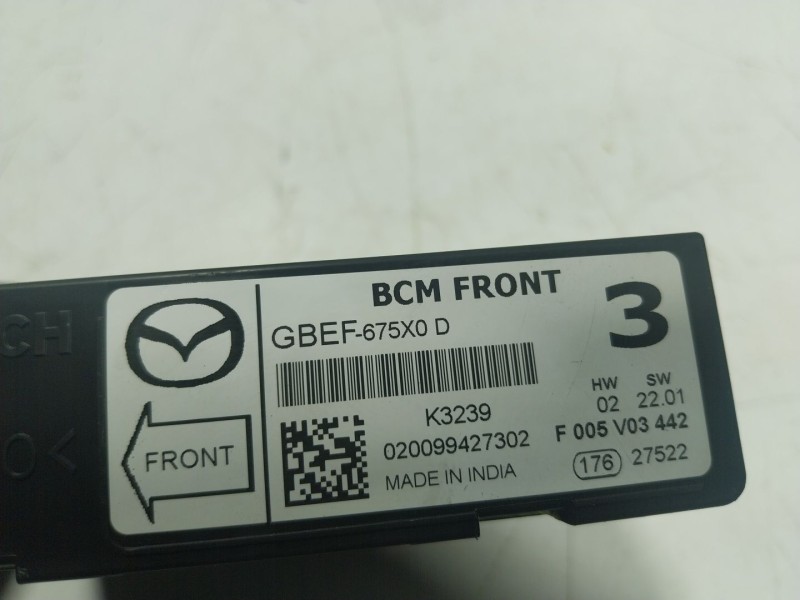 BCM FRONT
GBEF-675X0 D
3
K3239
020099427302
MADE IN INDIA
HW SW
02 22.01
F 005 V03 442
176 27522
FRONT
CH